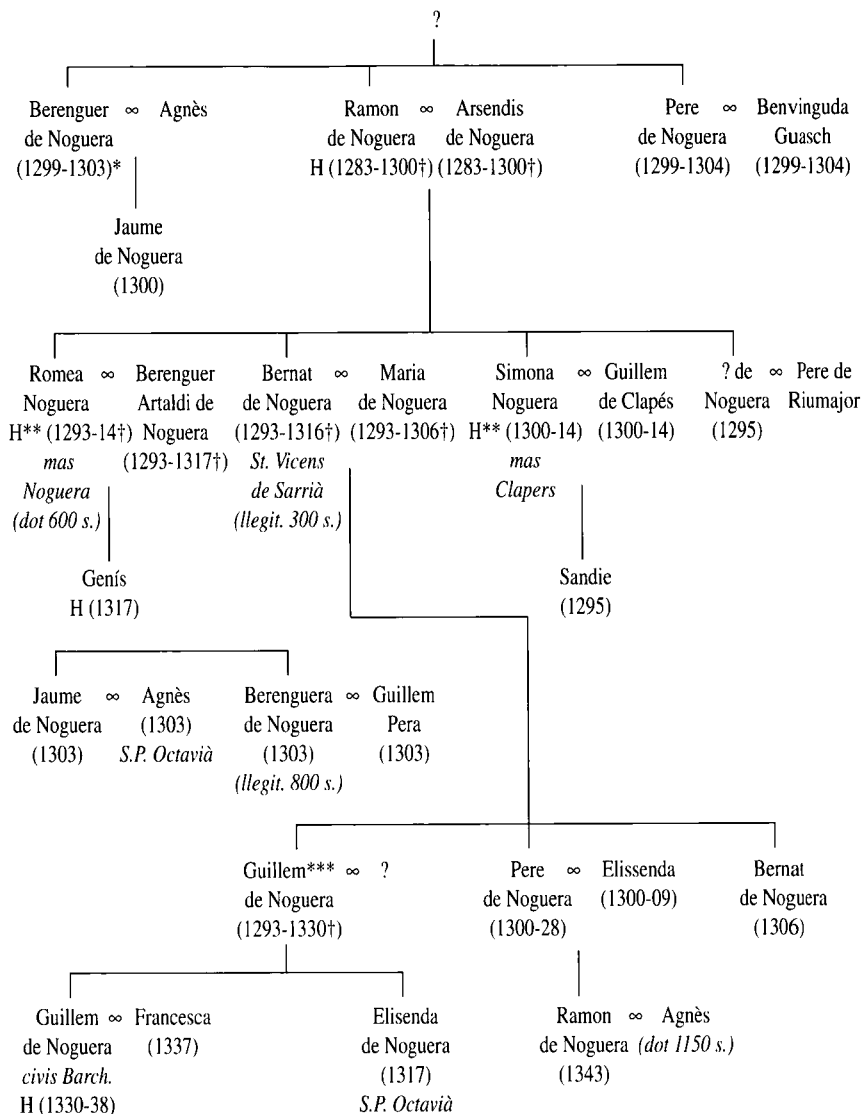 ?
Berenguer ∞ Agnès
de Noguera
(1299-1303)*
Ramon ∞ Arsendis
de Noguera de Noguera
H (1283-1300†) (1283-1300†)
Pere ∞ Benvinguda
de Noguera Guasch
(1299-1304) (1299-1304)
Jaume
de Noguera
(1300)
Romea ∞ Berenguer
Noguera Artaldi de
H** (1293-14†) Noguera
mas (1293-1317†)
Noguera
(dot 600 s.)
Bernat ∞ Maria
de Noguera de Noguera
(1293-1316†) (1293-1306†)
St. Vicens
de Sarrià
(llegit. 300 s.)
Simona ∞ Guillem
Noguera de Clapés
H** (1300-14) (1300-14)
mas
Clapers
? de ∞ Pere de
Noguera Riumajor
(1295)
Genís
H (1317)
Sandie
(1295)
Jaume ∞ Agnès
de Noguera (1303)
(1303) S.P. Octavià
Berenguera ∞ Guillem
de Noguera Pera
(1303) (1303)
(llegit. 800 s.)
Guillem*** ∞ ?
de Noguera
(1293-1330†)
Pere ∞ Elissenda
de Noguera (1300-09)
(1300-28)
Bernat
de Noguera
(1306)
Guillem ∞ Francesca
de Noguera (1337)
civis Barch.
H (1330-38)
Elisenda
de Noguera
(1317)
S.P. Octavià
Ramon ∞ Agnès
de Noguera (dot 1150 s.)
(1343)